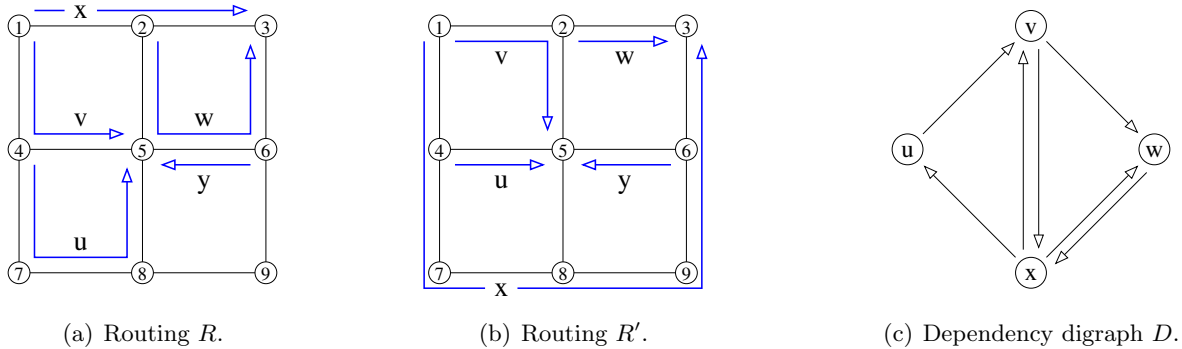 x
1 2 3
v w
4 5 6
y
u
7 8 9
(a) Routing R.
1 2 3
v w
4 5 6
u y
7 8 9
x
(b) Routing R′.
v
u w
x
(c) Dependency digraph D.